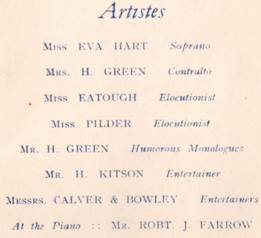 Artistes
Miss EVA HART Soprano
Mrs. H. GREEN Contralto
Miss EATOUGH Elocutionist
Miss PILDER Elocutionist
Mr. H. GREEN Humorous Monologues
Mr. H. KITSON Entertainer
Messrs. CALVER & BOWLEY Entertainers
At the Piano :: Mr. ROBT. J. FARROW